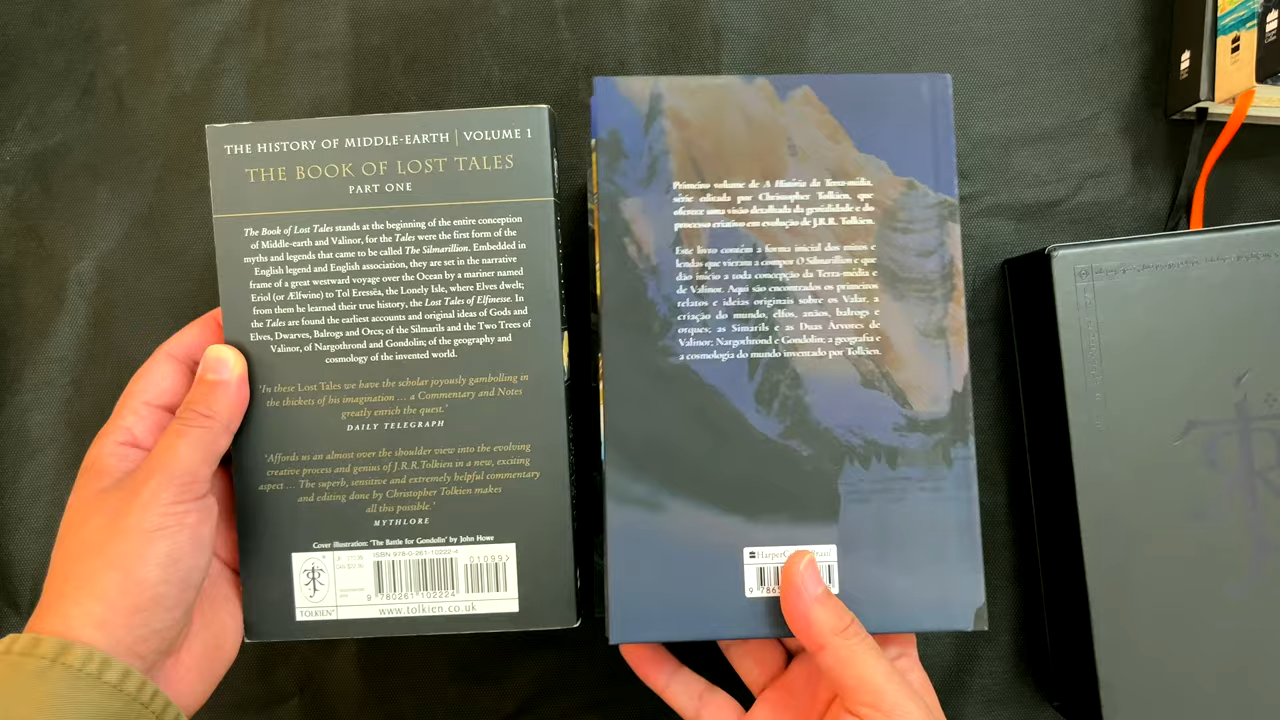 THE HISTORY OF MIDDLE-EARTH | VOLUME 1
THE BOOK OF LOST TALES
PART ONE
The Book of Lost Tales stands at the beginning of the entire conception
of Middle-earth and Valinor, for the Tales were the first form of the
myths and legends that came to be called The Silmarillion. Embedded in
English legend and English association, they are set in the narrative
frame of a great westward voyage over the Ocean by a mariner named
Eriol (or Ælfwine) to Tol Eressëa, the Lonely Isle, where Elves dwelt;
from them he learned their true history, the Lost Tales of Elfinesse. In
the Tales are found the earliest accounts and original ideas of Gods and
Elves, Dwarves, Balrogs and Orcs; of the Silmarils and the Two Trees of
Valinor, of Nargothrond and Gondolin; of the geography and
cosmology of the invented world.
'In these Lost Tales we have the scholar joyously gambolling in
the thickets of his imagination ... a Commentary and Notes
greatly enrich the quest.'
DAILY TELEGRAPH
'Affords us an almost over the shoulder view into the evolving
creative process and genius of J.R.R.Tolkien in a new, exciting
aspect ... The superb, sensitive and extremely helpful commentary
and editing done by Christopher Tolkien makes
all this possible.'
MYTHLORE
Cover illustration: 'The Battle for Gondolin' by John Howe
ISBN 978-0-261-10222-4
01099>
9 780261 102224
TOLKIEN
www.tolkien.co.uk
Primeiro volume de A História da Terra-média,
série editada por Christopher Tolkien, que
oferece uma visão detalhada da genialidade e do
processo criativo em evolução de J.R.R. Tolkien.
Este livro contém a forma inicial dos mitos e
lendas que vieram a compor O Silmarillion e que
dão início a toda concepção da Terra-média e
de Valinor. Aqui são encontrados os primeiros
relatos e ideias originais sobre os Valar, a
criação do mundo, elfos, anãos, balrogs e
orques; as Simarils e as Duas Árvores de
Valinor; Nargothrond e Gondolin; a geografia e
a cosmologia do mundo inventado por Tolkien.